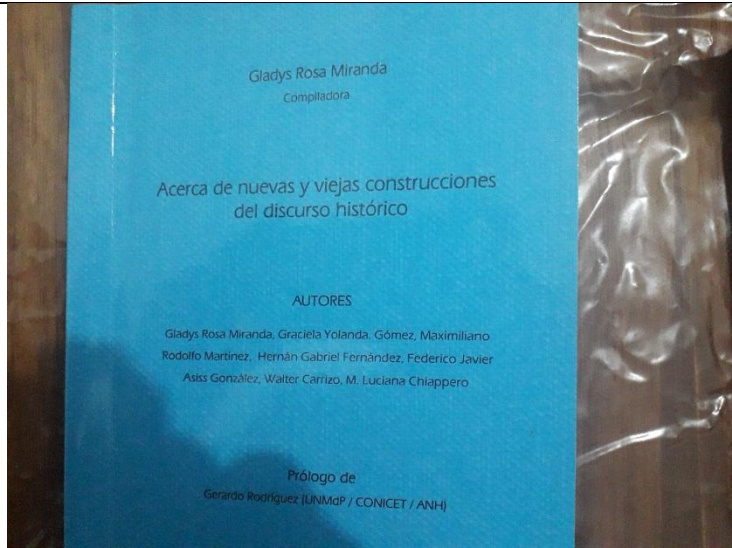 Gladys Rosa Miranda
Compiladora
Acerca de nuevas y viejas construcciones
del discurso histórico
AUTORES
Gladys Rosa Miranda, Graciela Yolanda. Gómez, Maximiliano
Rodolfo Martínez, Hernán Gabriel Fernández, Federico Javier
Asiss González, Walter Carrizo, M. Luciana Chiappero
Prólogo de
Gerardo Rodríguez (UNMdP / CONICET / ANH)